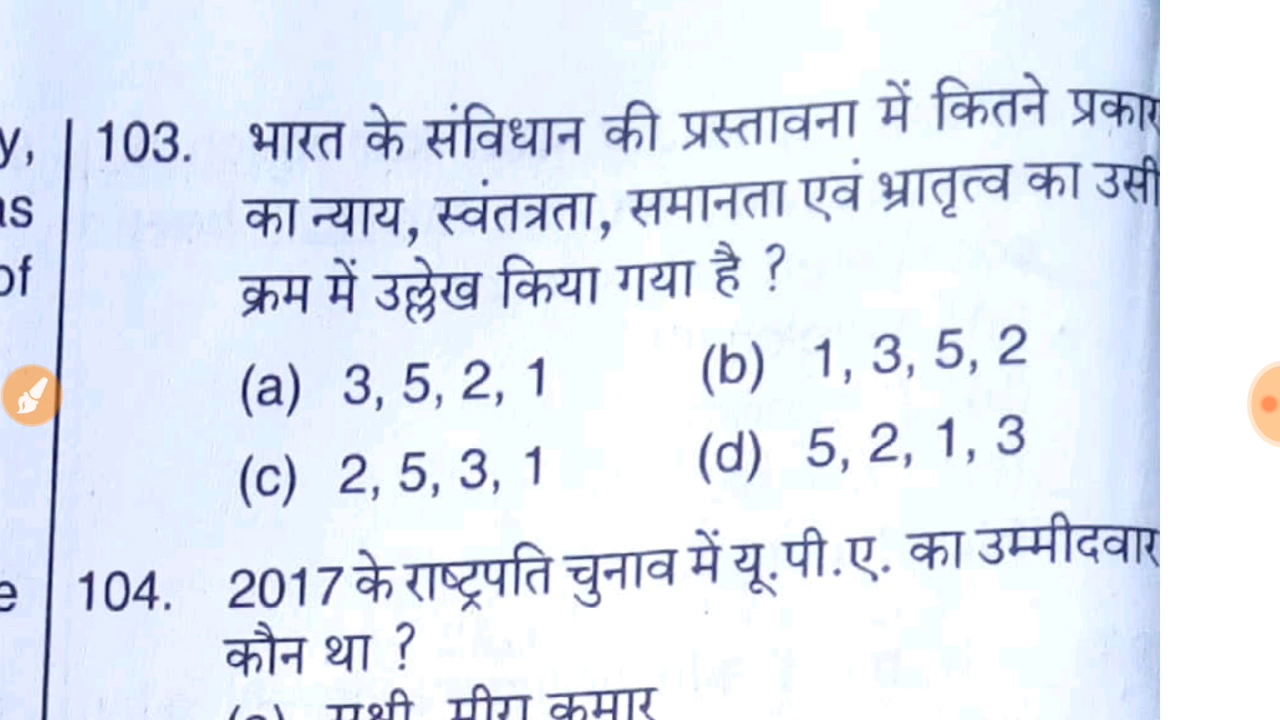 y,
as
of
e
103. भारत के संविधान की प्रस्तावना में कितने प्रकार
का न्याय, स्वंतत्रता, समानता एवं भ्रातृत्व का उसी
क्रम में उल्लेख किया गया है ?
(a) 3, 5, 2, 1 (b) 1, 3, 5, 2
(c) 2, 5, 3, 1 (d) 5, 2, 1, 3
104. 2017 के राष्ट्रपति चुनाव में यू.पी.ए. का उम्मीदवार
कौन था ?
(a) सुश्री मीरा कुमार